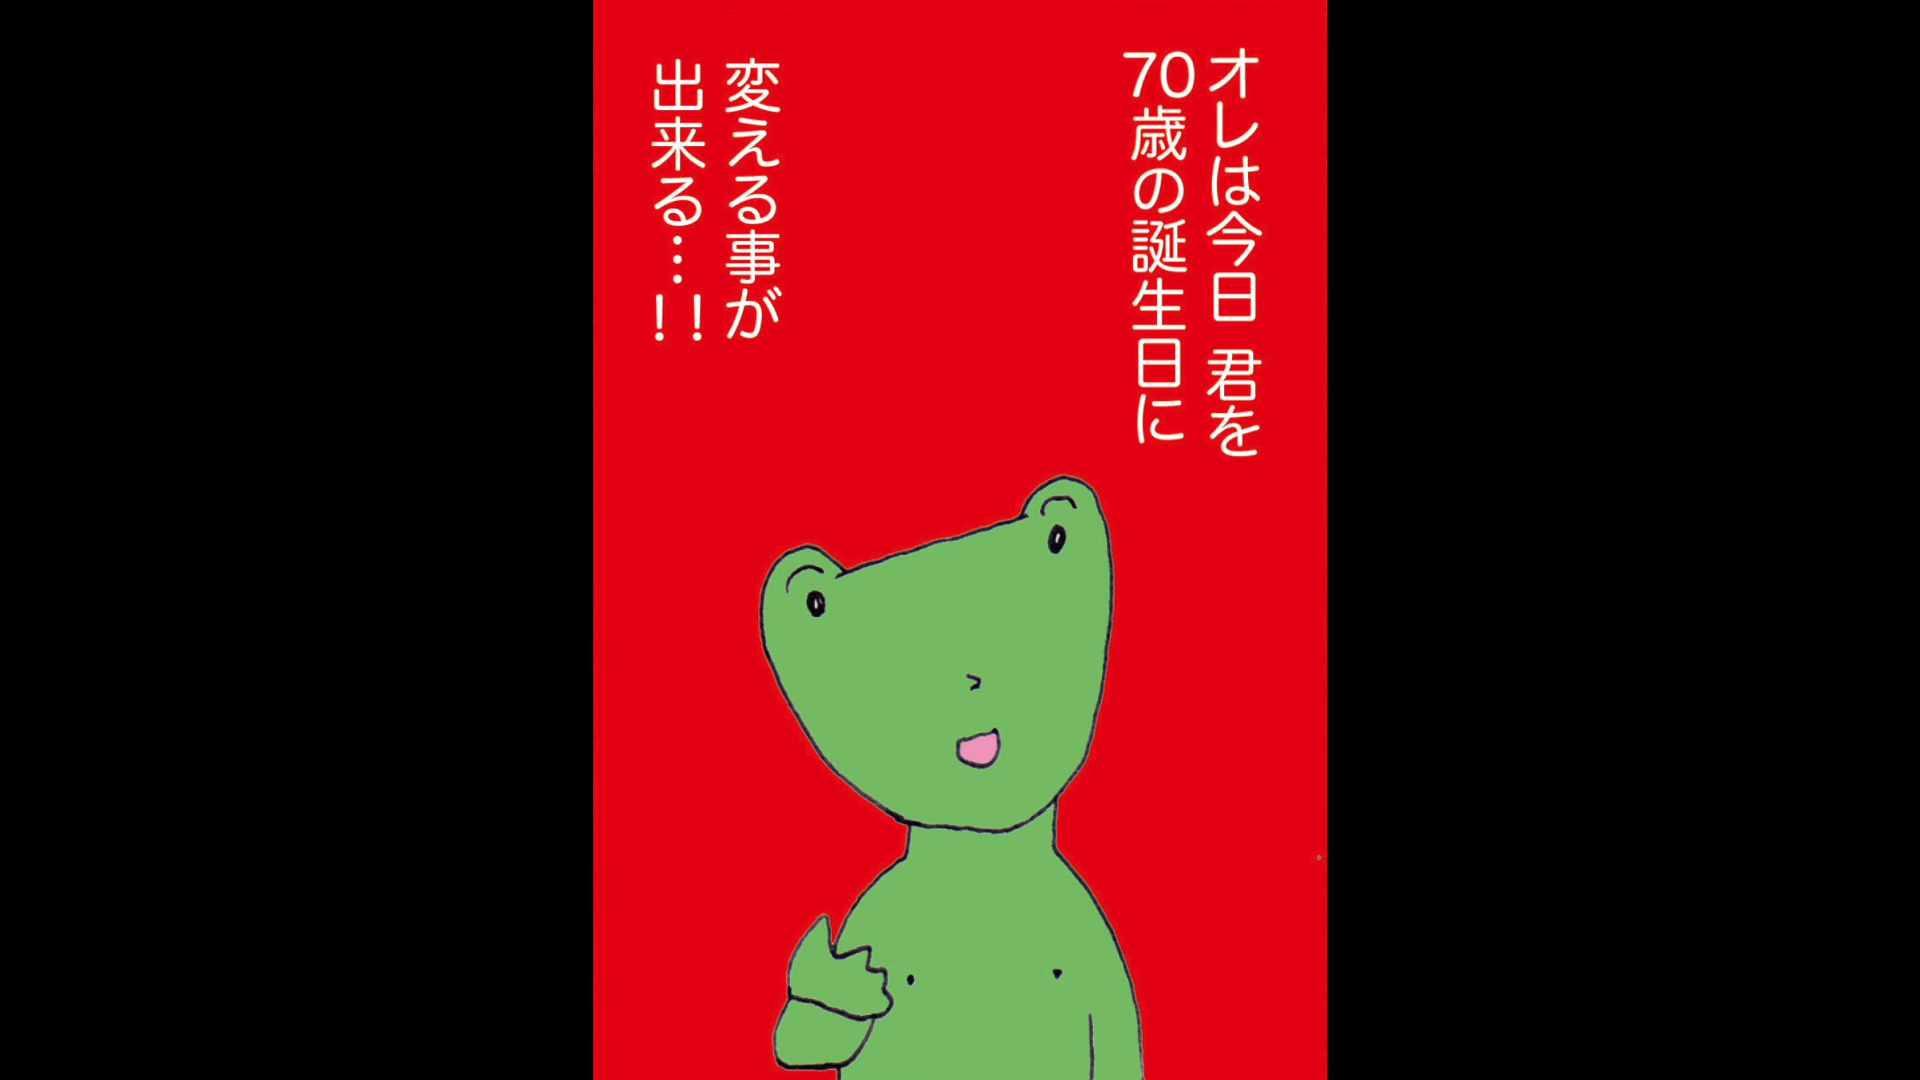 オレは今日 君を
70歳の誕生日に
変える事が
出来る…!!